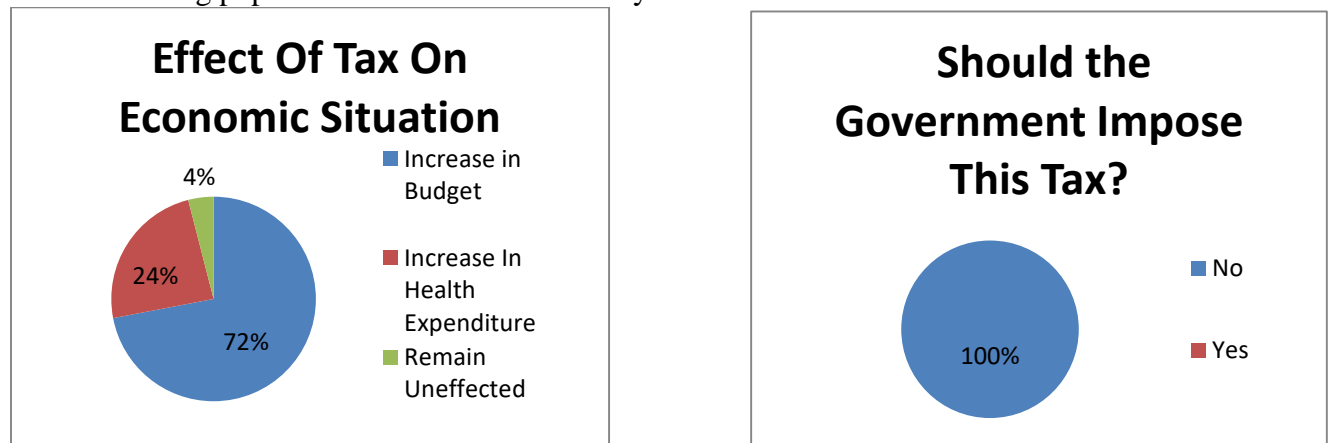 Effect Of Tax On
Economic Situation
4%
24%
72%
Increase in
Budget
Increase In
Health
Expenditure
Remain
Uneffected
Should the
Government Impose
This Tax?
100%
No
Yes